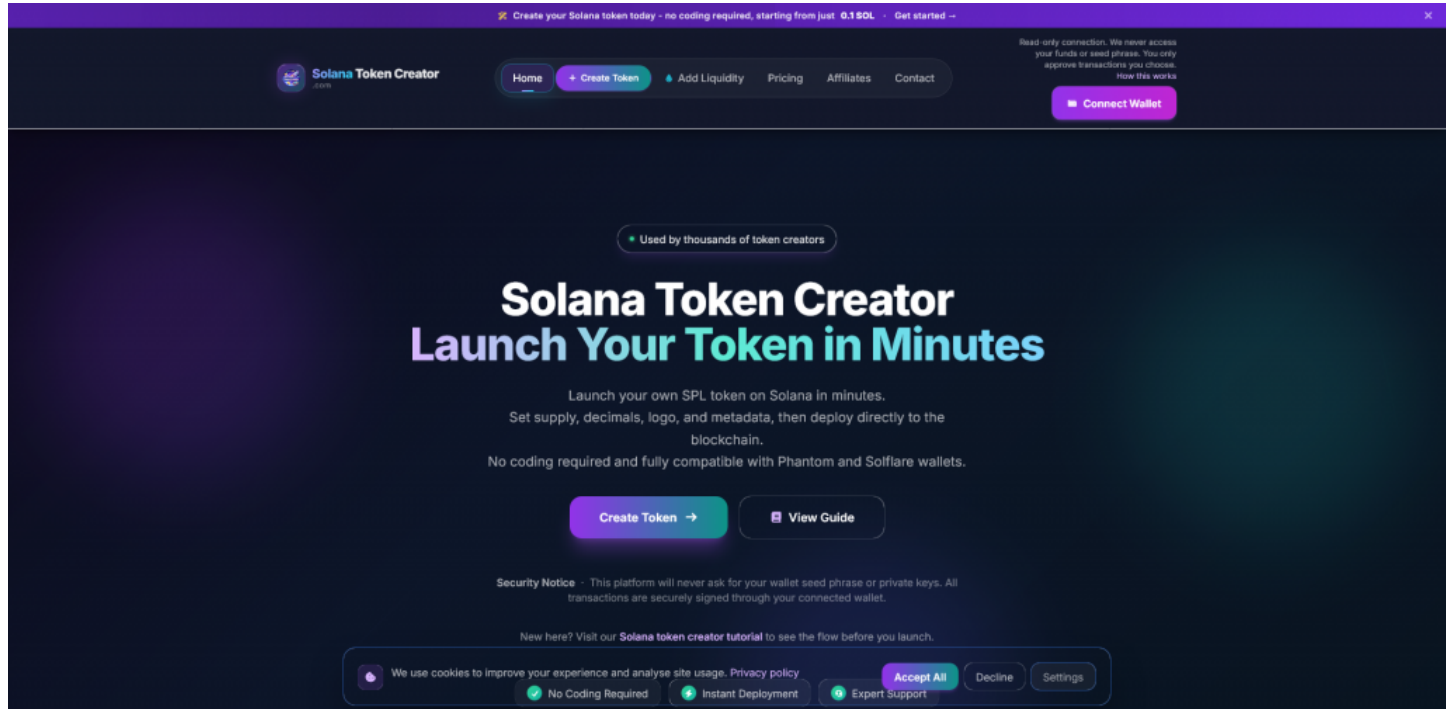 Create your Solana token today - no coding required, starting from just 0.1 SOL · Get started →
Read-only connection. We never access
your funds or seed phrase. You only
approve transactions you choose.
How this works
Solana Token Creator
.com
Home
+ Create Token
Add Liquidity
Pricing
Affiliates
Contact
Connect Wallet
Used by thousands of token creators
Solana Token Creator
Launch Your Token in Minutes
Launch your own SPL token on Solana in minutes.
Set supply, decimals, logo, and metadata, then deploy directly to the
blockchain.
No coding required and fully compatible with Phantom and Solflare wallets.
Create Token →
View Guide
Security Notice · This platform will never ask for your wallet seed phrase or private keys. All
transactions are securely signed through your connected wallet.
New here? Visit our Solana token creator tutorial to see the flow before you launch.
We use cookies to improve your experience and analyse site usage. Privacy policy
Accept All
Decline
Settings
No Coding Required
Instant Deployment
Expert Support